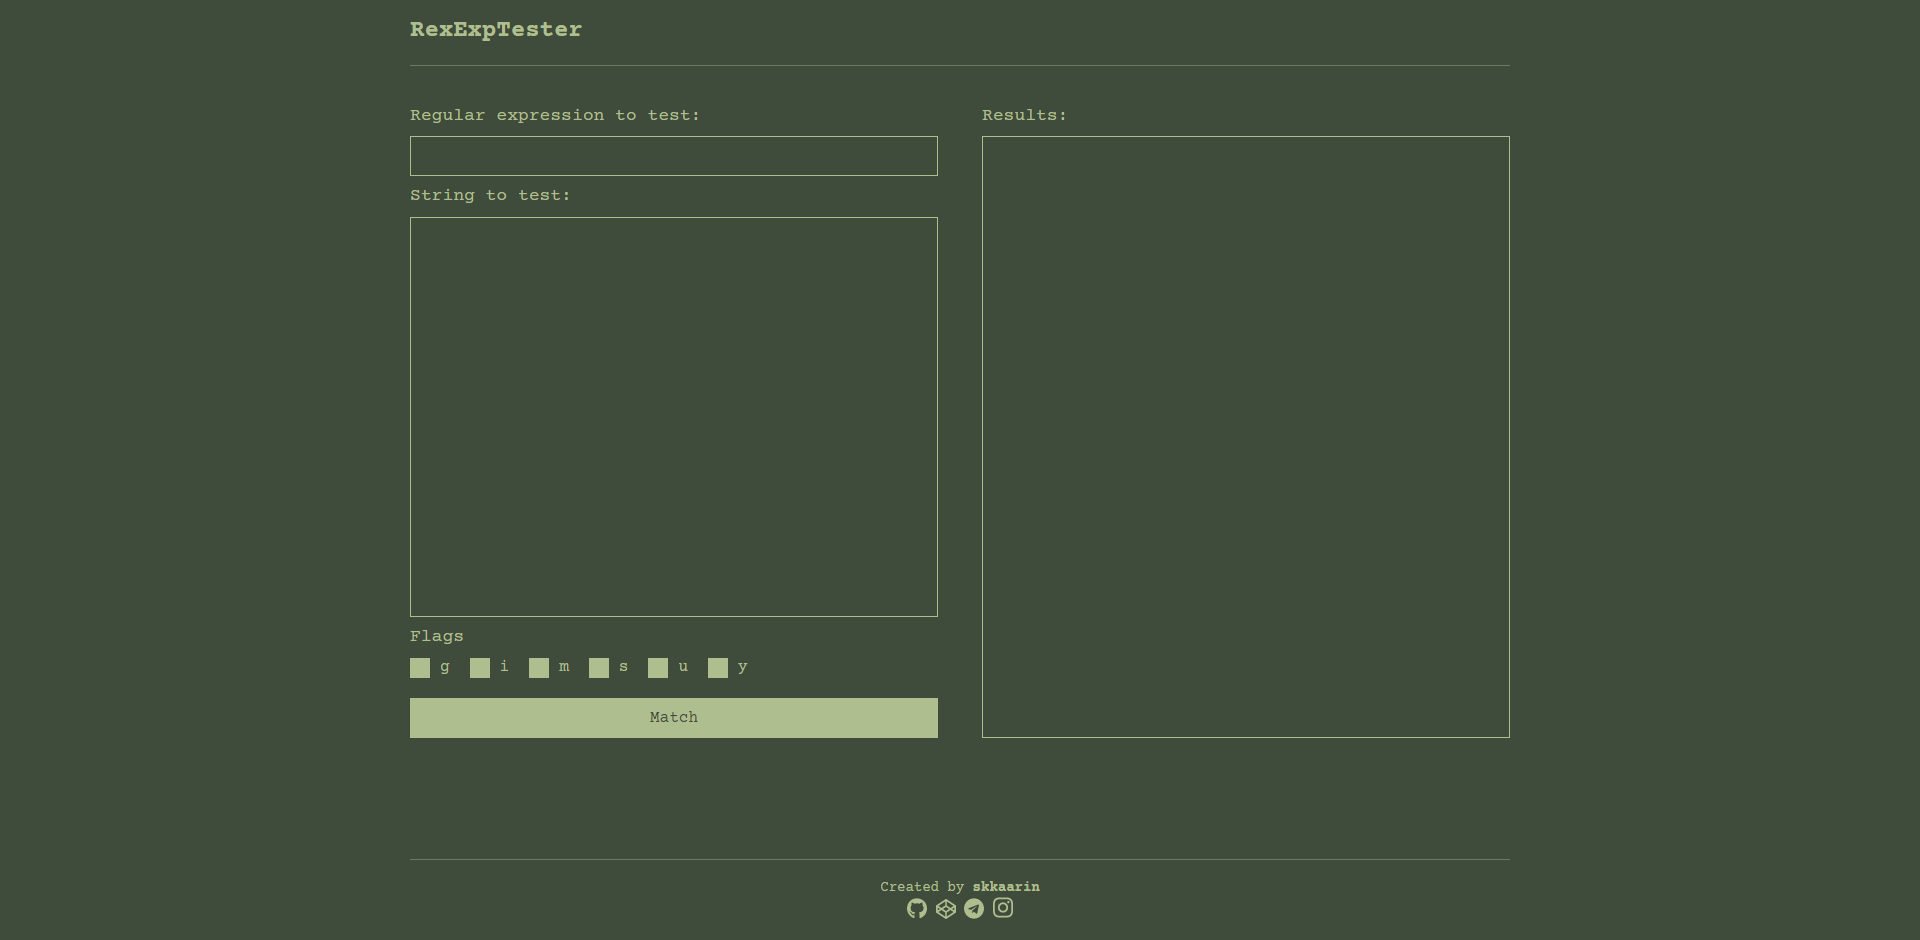 RexExpTester
Regular expression to test:
String to test:
Flags
g i m s u y
Match
Results:
Created by skkaarin